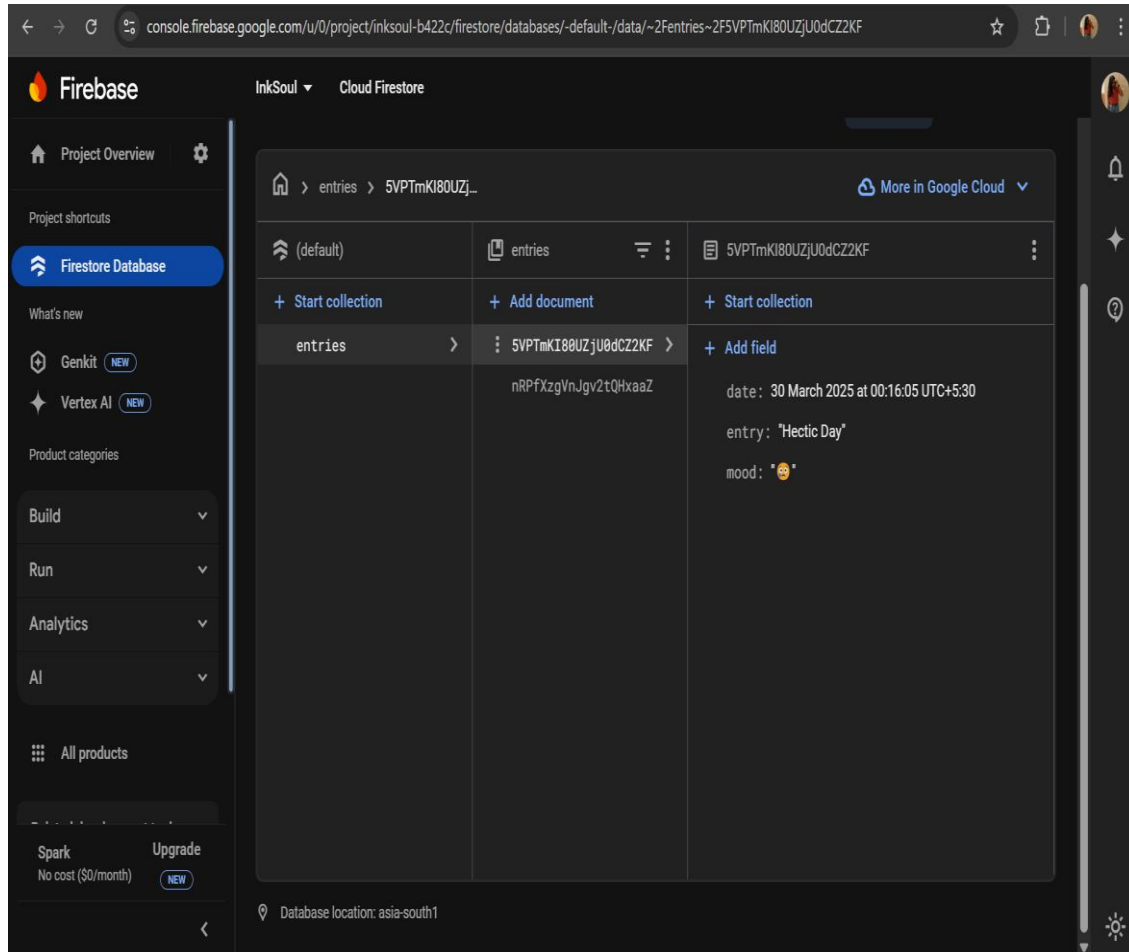 console.firebase.google.com/u/0/project/inksoul-b422c/firestore/databases/-default-/data/~2Fentries~2F5VPTmKI80UZjU0dCZ2KF
Firebase
InkSoul
Cloud Firestore
Project Overview
Project shortcuts
Firestore Database
What's new
Genkit NEW
Vertex AI NEW
Product categories
Build
Run
Analytics
AI
All products
Spark
No cost ($0/month)
Upgrade
NEW
entries > 5VPTmKI80UZj...
More in Google Cloud
(default)
+ Start collection
entries
entries
+ Add document
5VPTmKI80UZjU0dCZ2KF
nRPfXzgVnJgv2tQHxaaZ
5VPTmKI80UZjU0dCZ2KF
+ Start collection
+ Add field
date: 30 March 2025 at 00:16:05 UTC+5:30
entry: "Hectic Day"
mood: "😳"
Database location: asia-south1